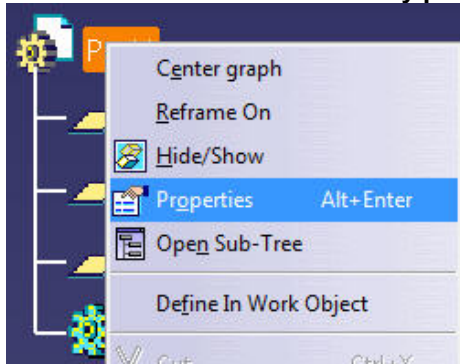 Center graph
Reframe On
Hide/Show
Properties Alt+Enter
Open Sub-Tree
Define In Work Object